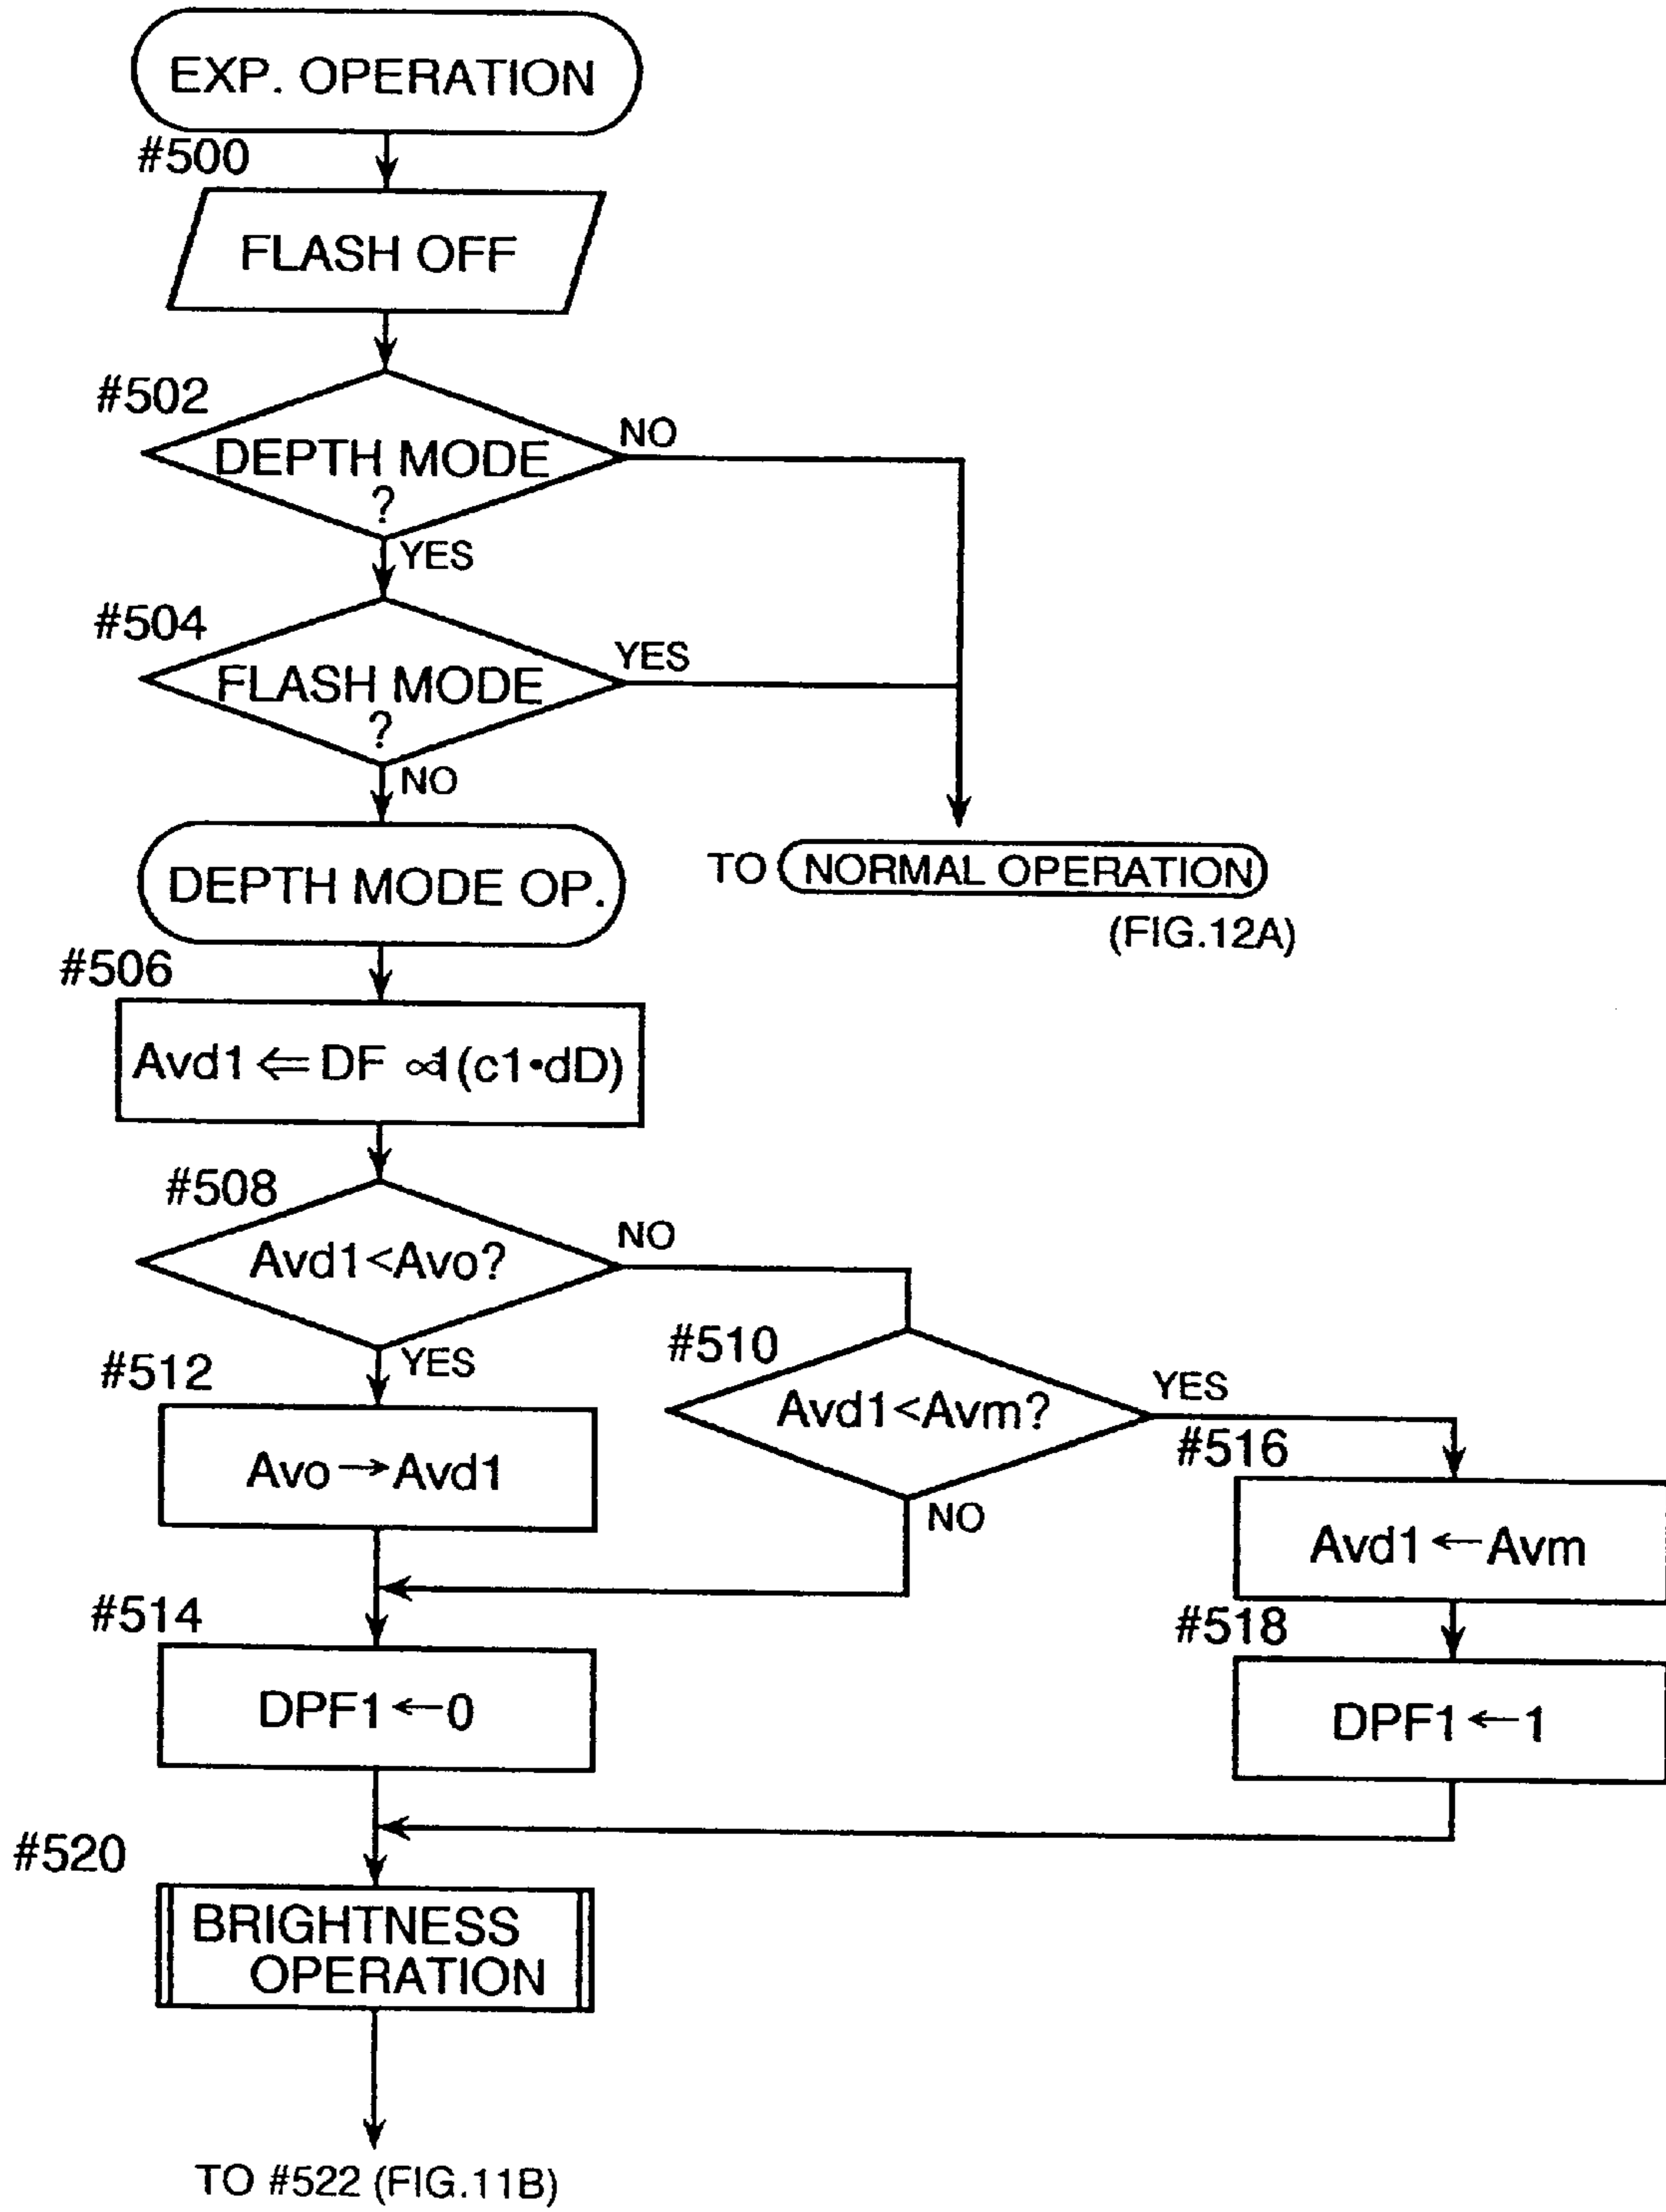 EXP. OPERATION
#500
FLASH OFF
#502
DEPTH MODE
?
NO
YES
#504
FLASH MODE
?
YES
NO
DEPTH MODE OP.
TO NORMAL OPERATION
(FIG.12A)
#506
Avd1 ⇐ DF ∝1(c1•dD)
#508
Avd1<Avo?
NO
YES
#510
Avd1<Avm?
YES
NO
#512
Avo → Avd1
#516
Avd1 ← Avm
#514
DPF1 ← 0
#518
DPF1 ← 1
#520
BRIGHTNESS
OPERATION
TO #522 (FIG.11B)